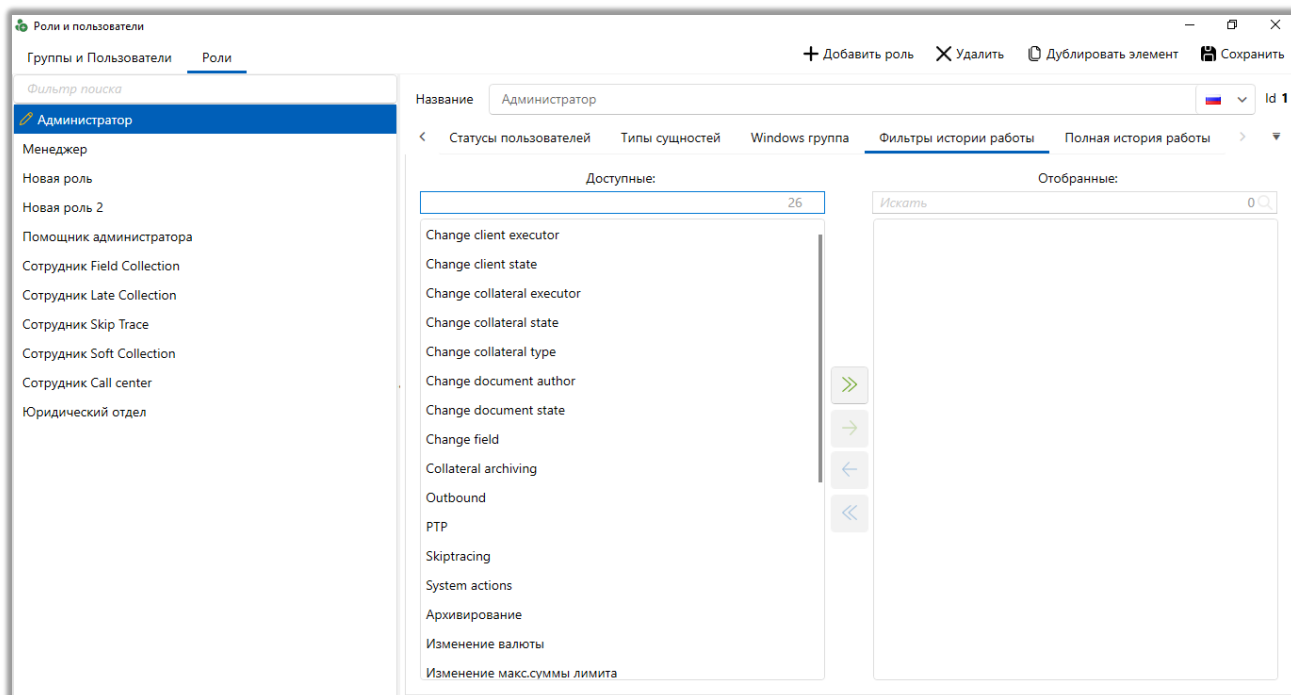 Роли и пользователи
Группы и Пользователи Роли
Добавить роль Удалить Дублировать элемент Сохранить
Фильтр поиска
Администратор
Менеджер
Новая роль
Новая роль 2
Помощник администратора
Сотрудник Field Collection
Сотрудник Late Collection
Сотрудник Skip Trace
Сотрудник Soft Collection
Сотрудник Call center
Юридический отдел
Название Администратор Id 1
Статусы пользователей Типы сущностей Windows группа Фильтры истории работы Полная история работы
Доступные:
26
Change client executor
Change client state
Change collateral executor
Change collateral state
Change collateral type
Change document author
Change document state
Change field
Collateral archiving
Outbound
PTP
Skiptracing
System actions
Архивирование
Изменение валюты
Изменение макс.суммы лимита
Отобранные:
Искать 0